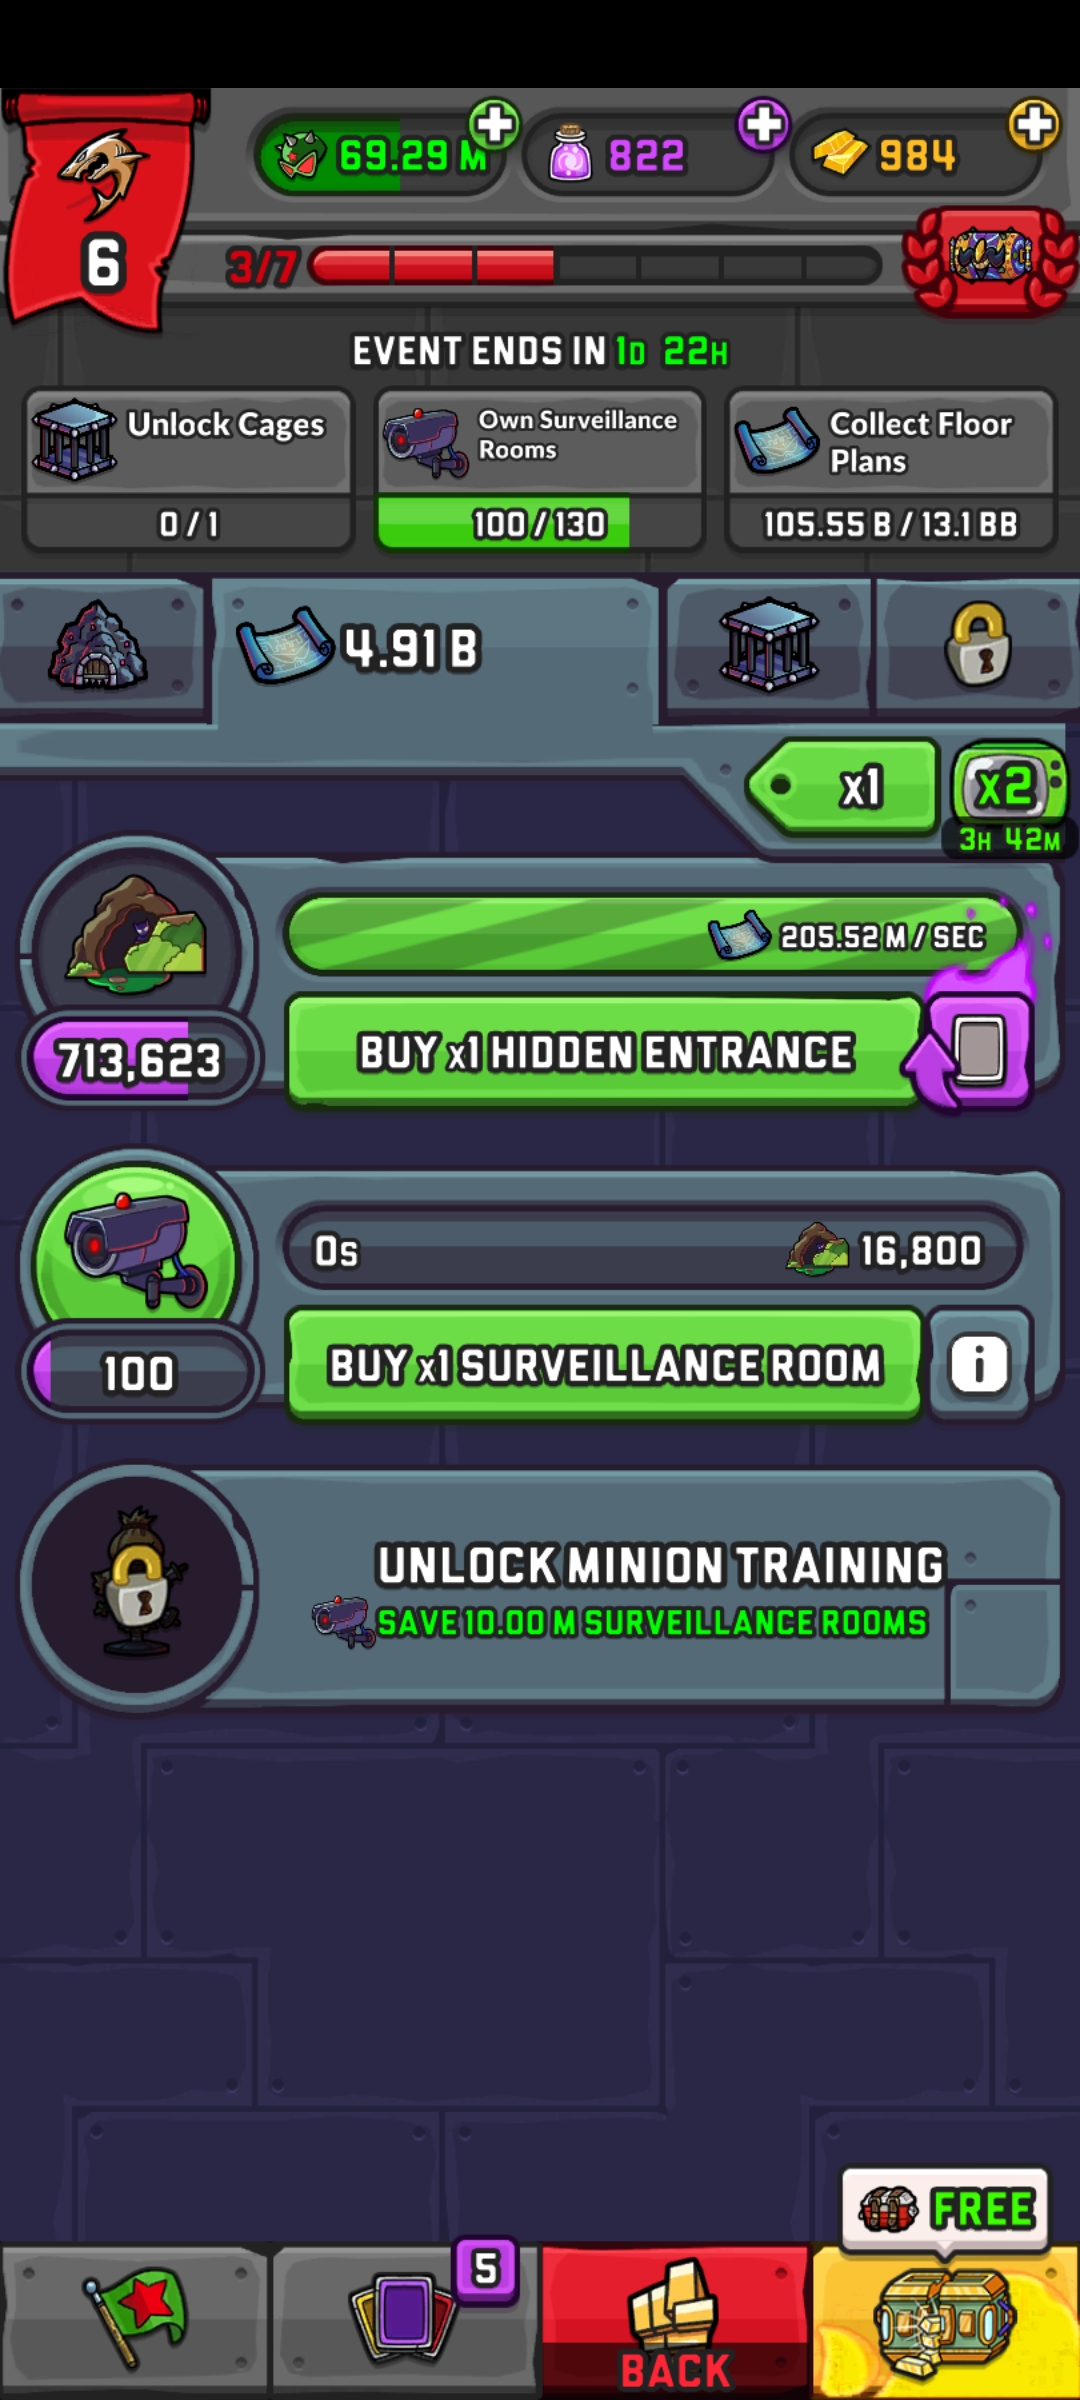 69.29 M
822
984
6
3/7
EVENT ENDS IN 1D 22H
Unlock Cages
0 / 1
Own Surveillance
Rooms
100 / 130
Collect Floor
Plans
105.55 B / 13.1 BB
4.91 B
x1
x2
3H 42M
205.52 M / SEC
713,623
BUY x1 HIDDEN ENTRANCE
0s
16,800
100
BUY x1 SURVEILLANCE ROOM
i
UNLOCK MINION TRAINING
SAVE 10.00 M SURVEILLANCE ROOMS
FREE
5
BACK